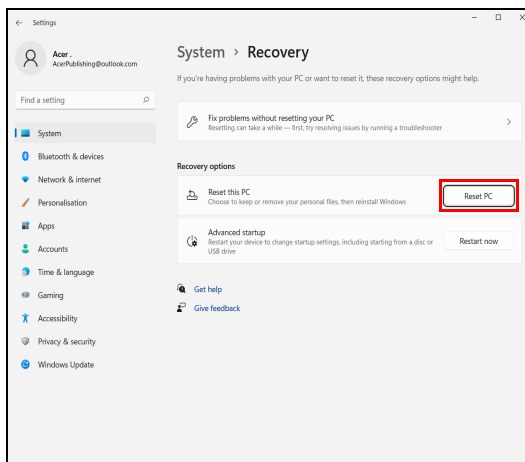 Settings
Acer .
AcerPublishing@outlook.com
Find a setting
System
Bluetooth & devices
Network & internet
Personalisation
Apps
Accounts
Time & language
Gaming
Accessibility
Privacy & security
Windows Update
System > Recovery
If you're having problems with your PC or want to reset it, these recovery options might help.
Fix problems without resetting your PC
Resetting can take a while — first, try resolving issues by running a troubleshooter
Recovery options
Reset this PC
Choose to keep or remove your personal files, then reinstall Windows
Reset PC
Advanced startup
Restart your device to change startup settings, including starting from a disc or
USB drive
Restart now
Get help
Give feedback